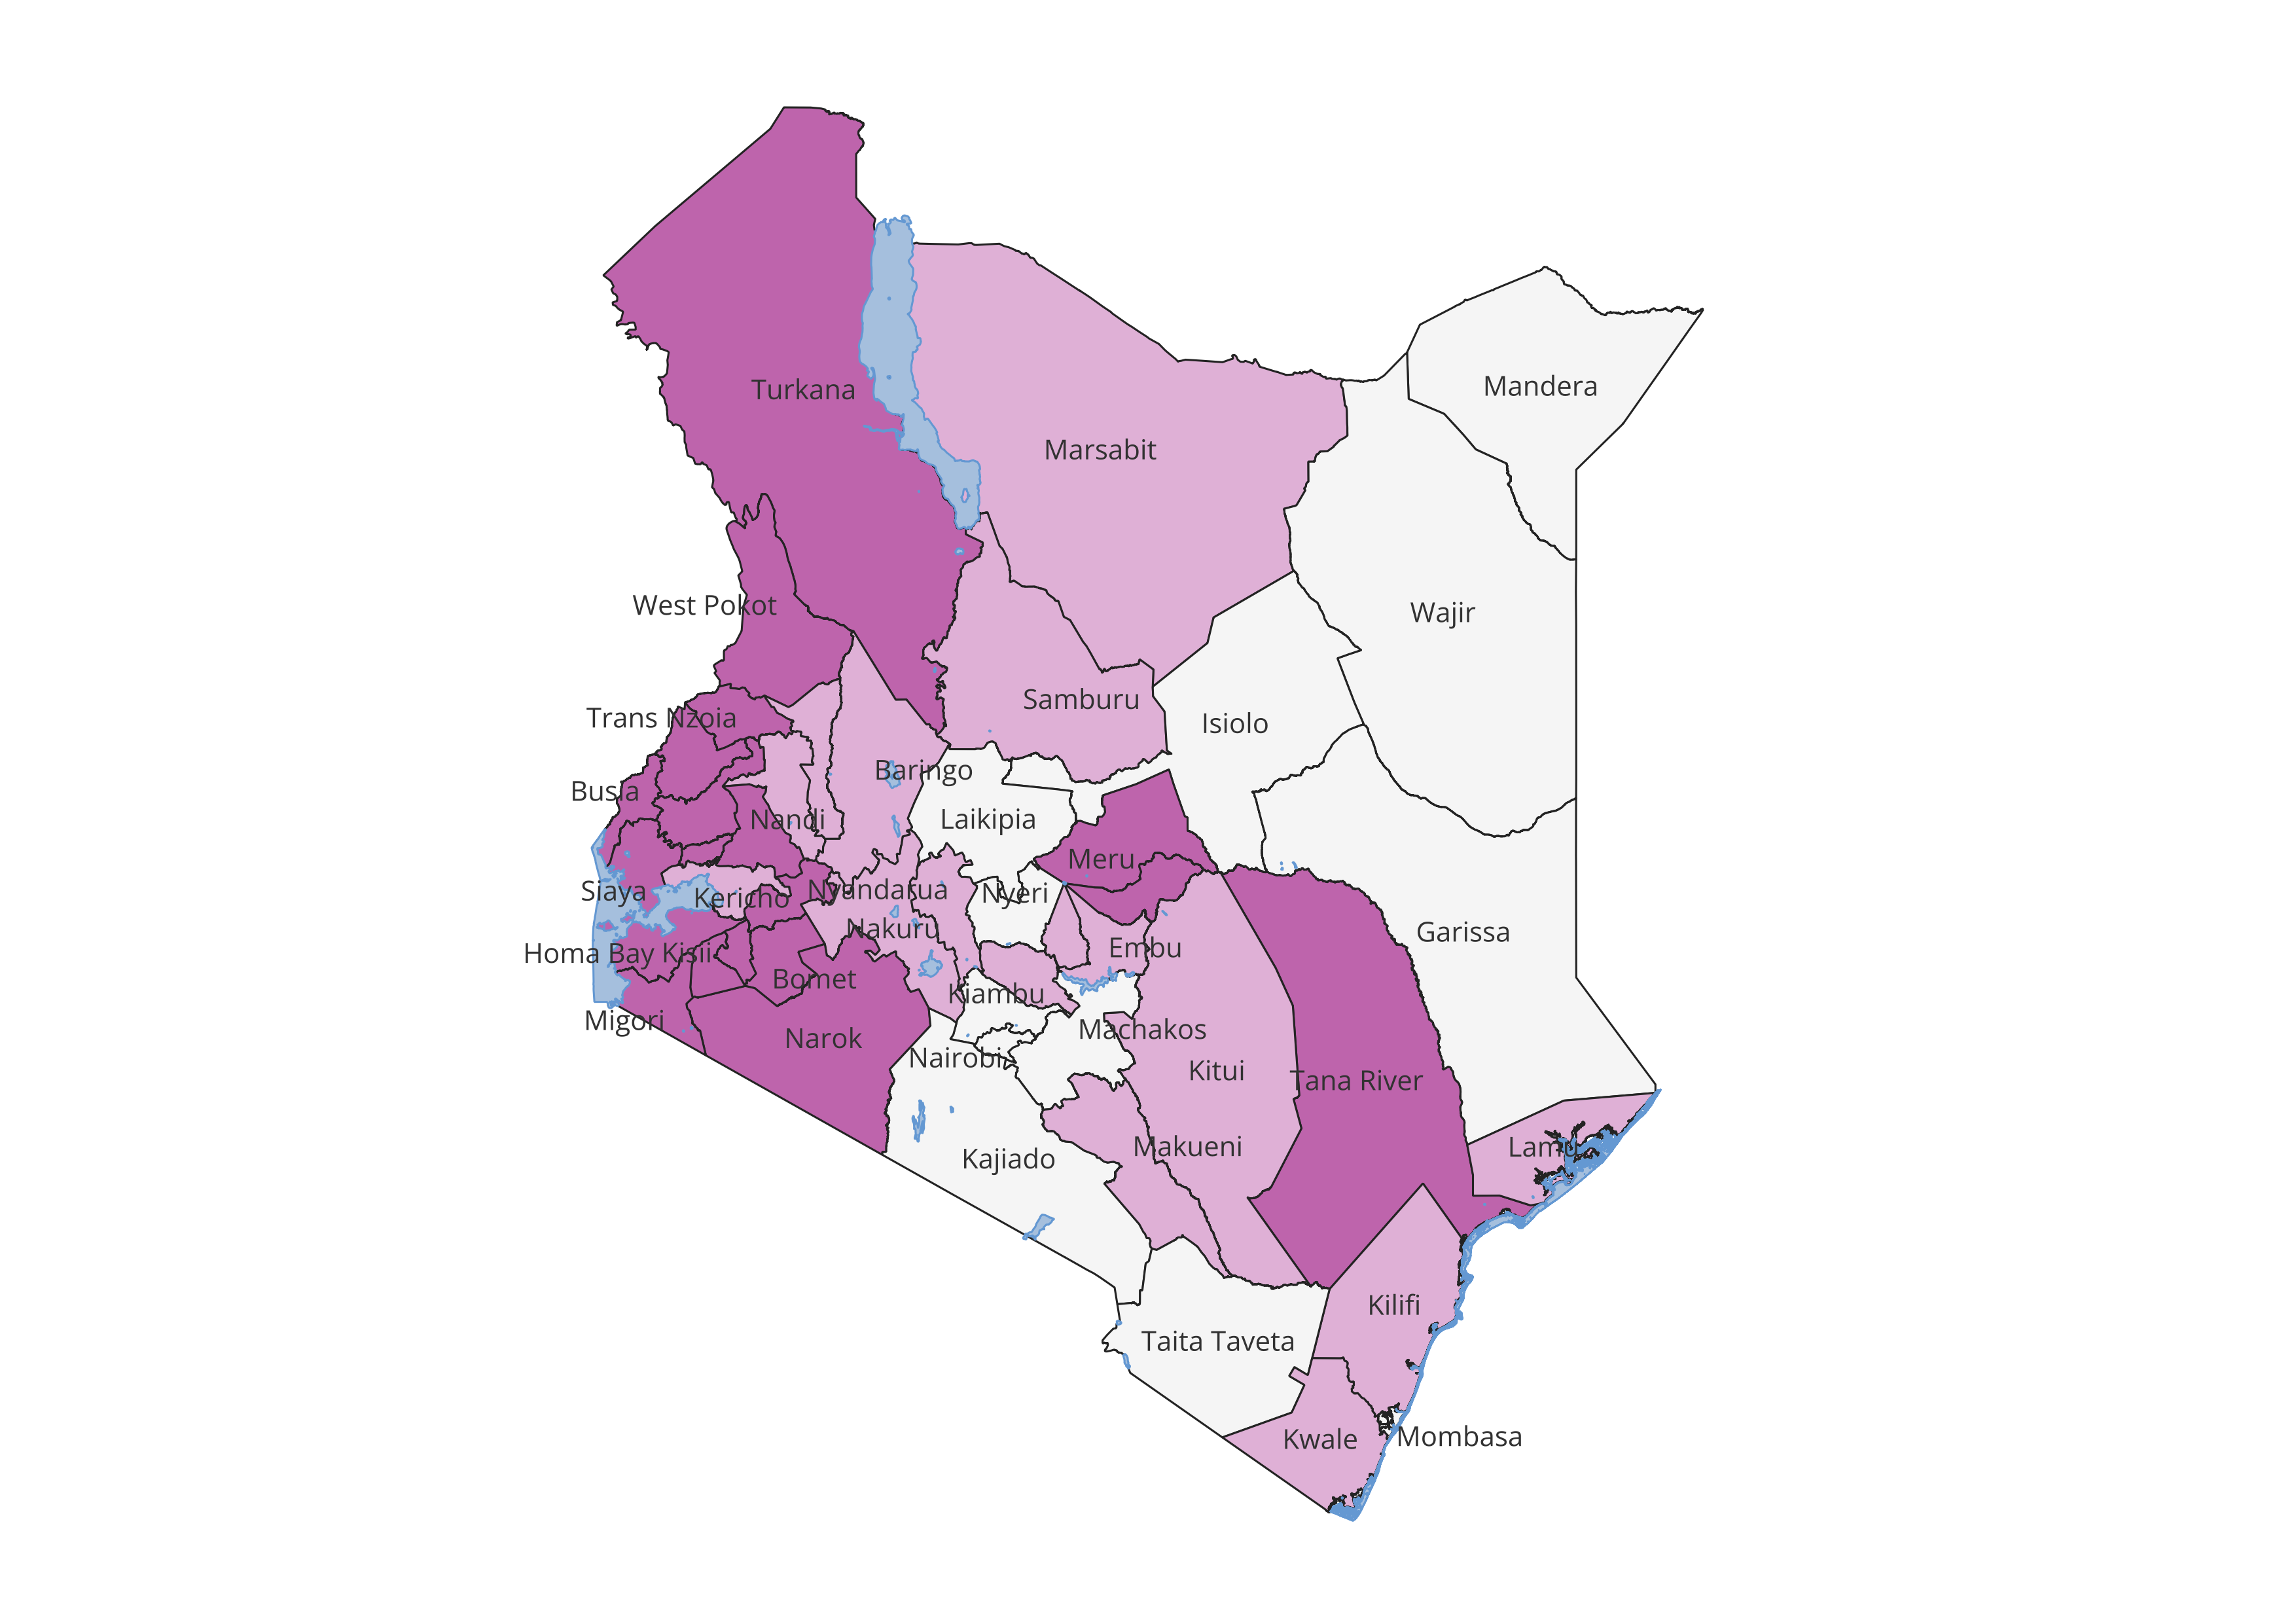 Turkana
Mandera
Marsabit
West Pokot
Wajir
Samburu
Trans Nzoia
Isiolo
Baringo
Busia
Nandi
Laikipia
Meru
Siaya
Kericho
Nyandarua
Nyeri
Nakuru
Garissa
Embu
Homa Bay
Kisii
Bomet
Kiambu
Migori
Narok
Machakos
Nairobi
Kitui
Tana River
Kajiado
Makueni
Lamu
Kilifi
Taita Taveta
Kwale
Mombasa